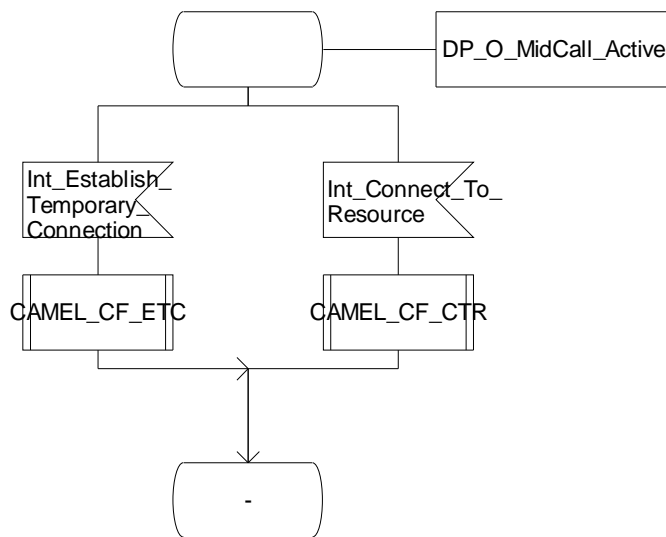 DP_O_MidCall_Active
Int_Establish_
Temporary_
Connection
Int_Connect_To_
Resource
CAMEL_CF_ETC
CAMEL_CF_CTR
-